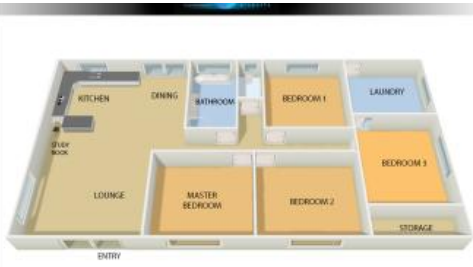 KITCHEN
DINING
BATHROOM
BEDROOM 1
LAUNDRY
STUDY
NOOK
BEDROOM 3
LOUNGE
MASTER
BEDROOM
BEDROOM 2
STORAGE
ENTRY